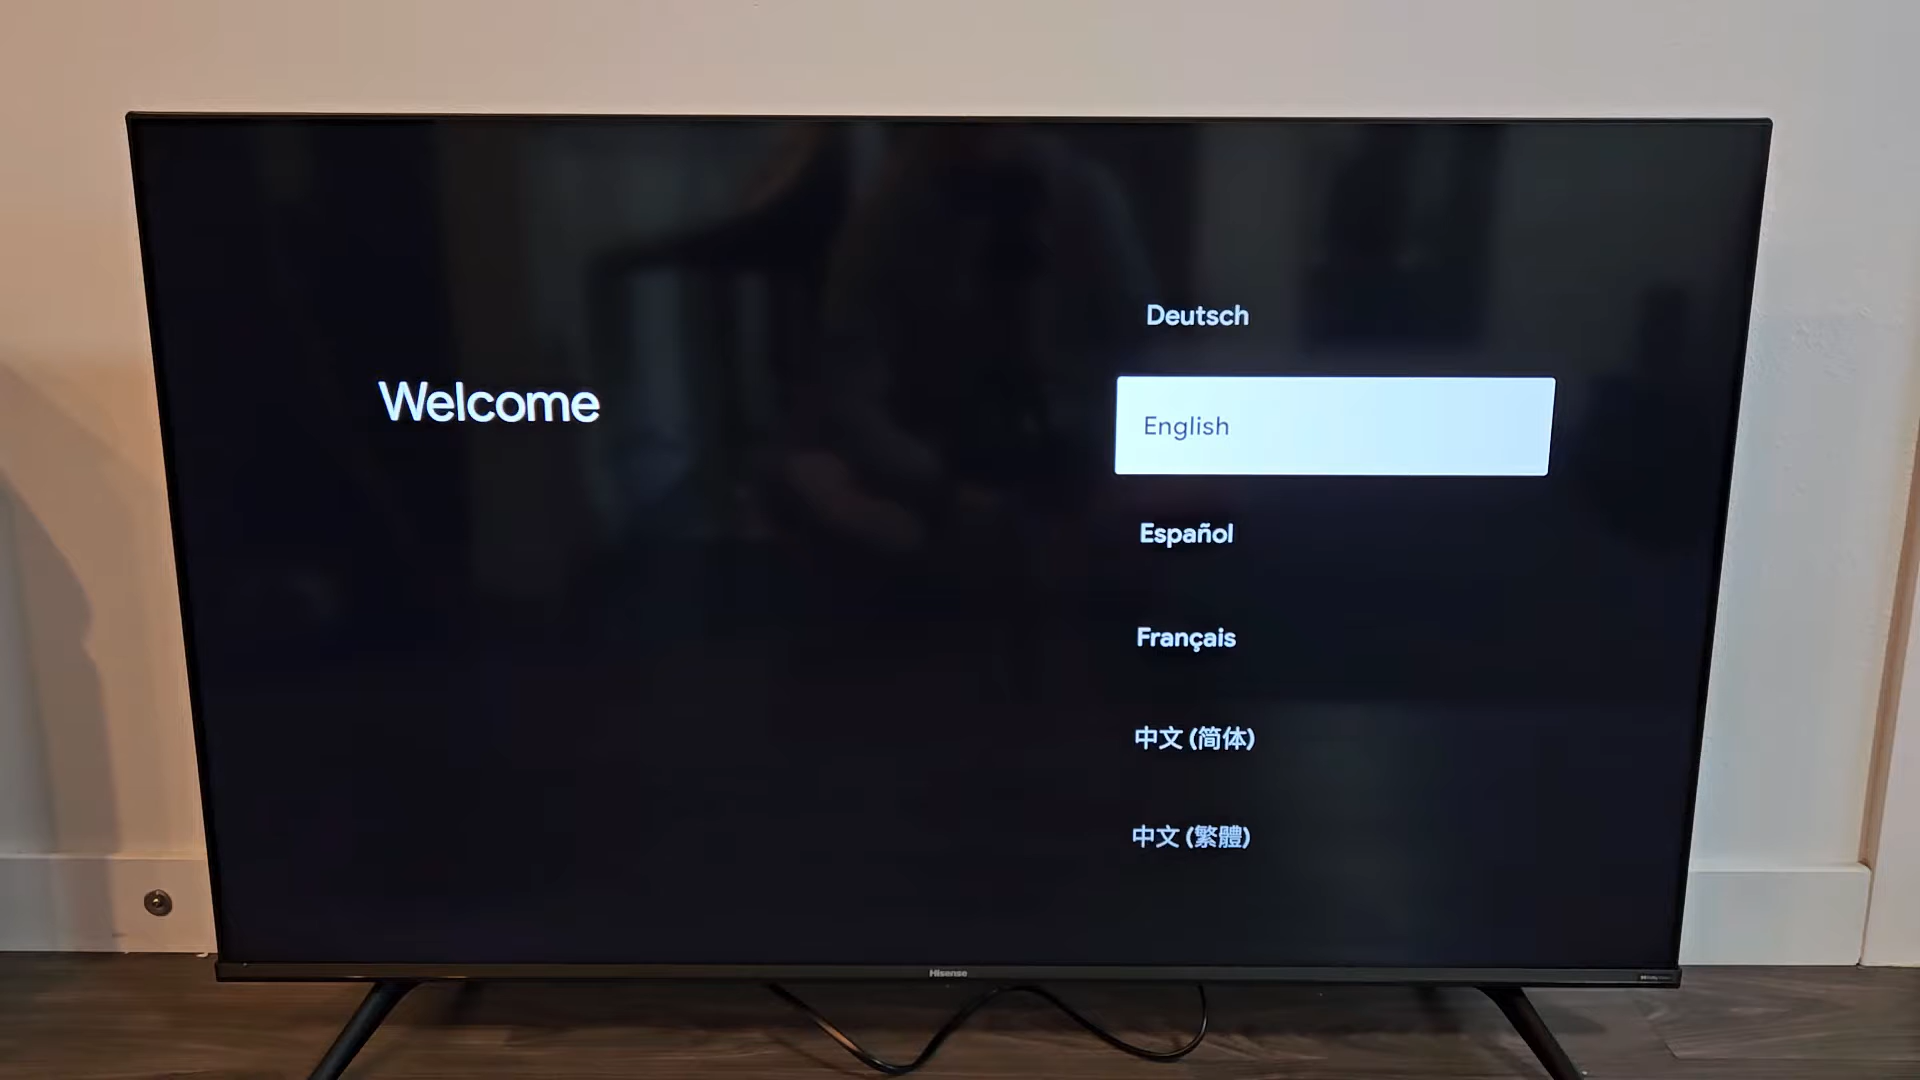 Welcome
Deutsch
English
Español
Français
中文 (简体)
中文 (繁體)
Hisense